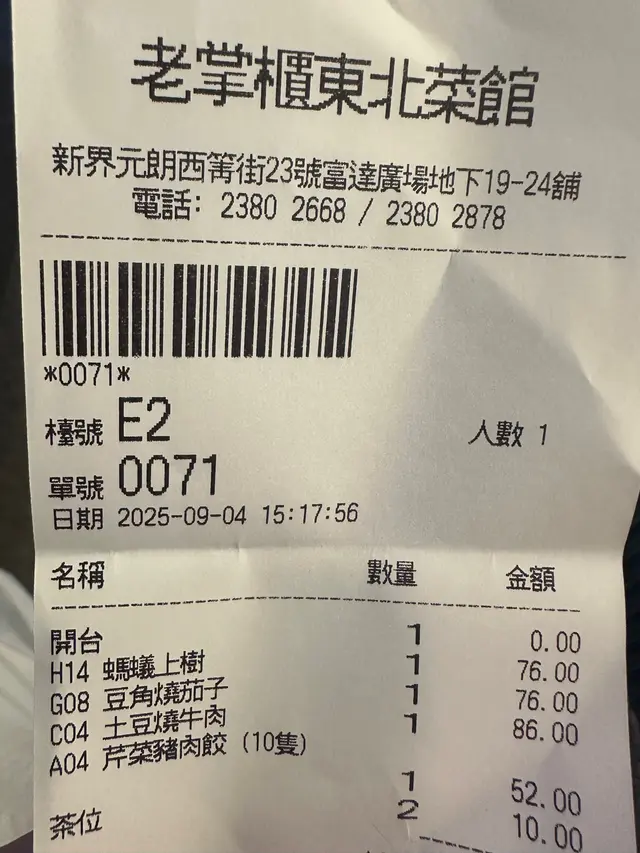 老掌櫃東北菜館
新界元朗西菁街23號富達廣場地下19-24舖
電話: 2380 2668 / 2380 2878
*0071*
檯號 E2 人數 1
單號 0071
日期 2025-09-04 15:17:56
名稱 數量 金額
開台 1 0.00
H14 螞蟻上樹 1 76.00
G08 豆角燒茄子 1 76.00
C04 土豆燒牛肉 1 86.00
A04 芹菜豬肉餃 (10隻)
1 52.00
茶位 2 10.00